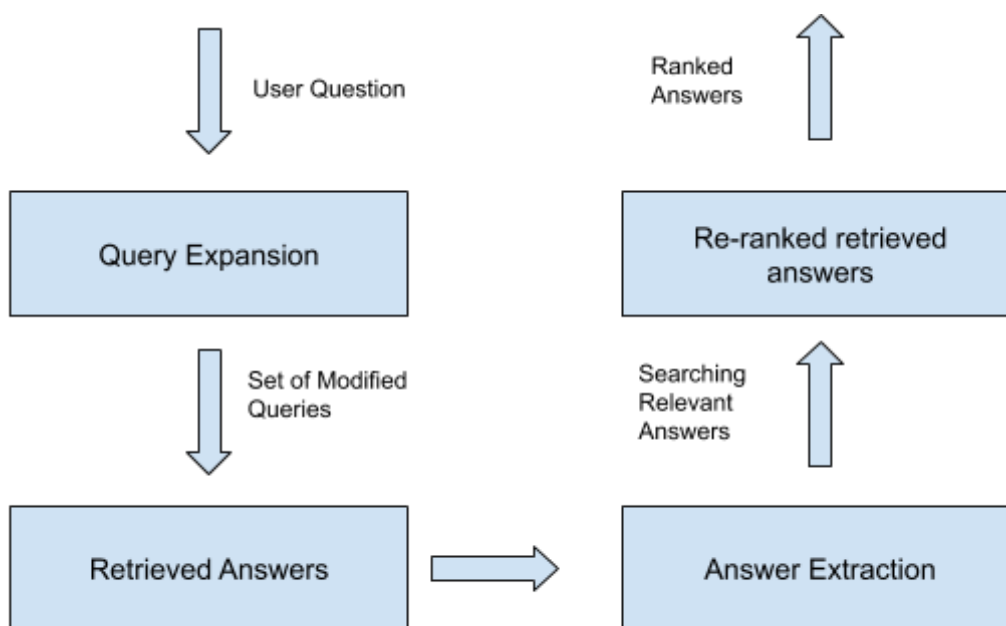 User Question
Query Expansion
Set of Modified
Queries
Retrieved Answers
Answer Extraction
Searching
Relevant
Answers
Re-ranked retrieved
answers
Ranked
Answers